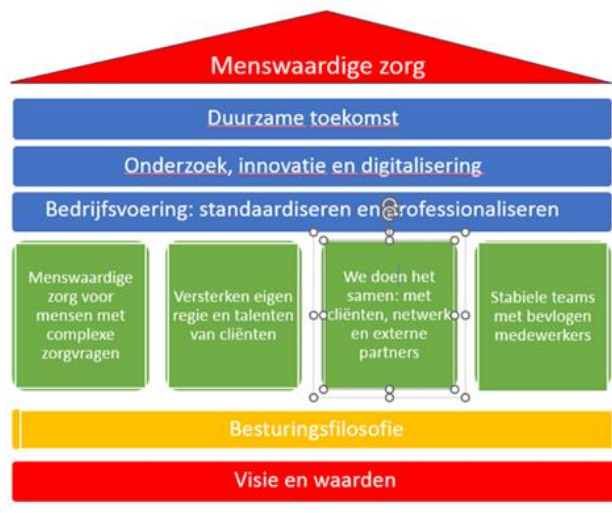 Menswaardige zorg
Duurzame toekomst
Onderzoek, innovatie en digitalisering
Bedrijfsvoering: standaardiseren en professionaliseren
Menswaardige
zorg voor
mensen met
complexe
zorgvragen
Versterken eigen
regie en talenten
van cliënten
We doen het
samen: met
cliënten, netwerk
en externe
partners
Stabiele teams
met bevlogen
medewerkers
Besturingsfilosofie
Visie en waarden